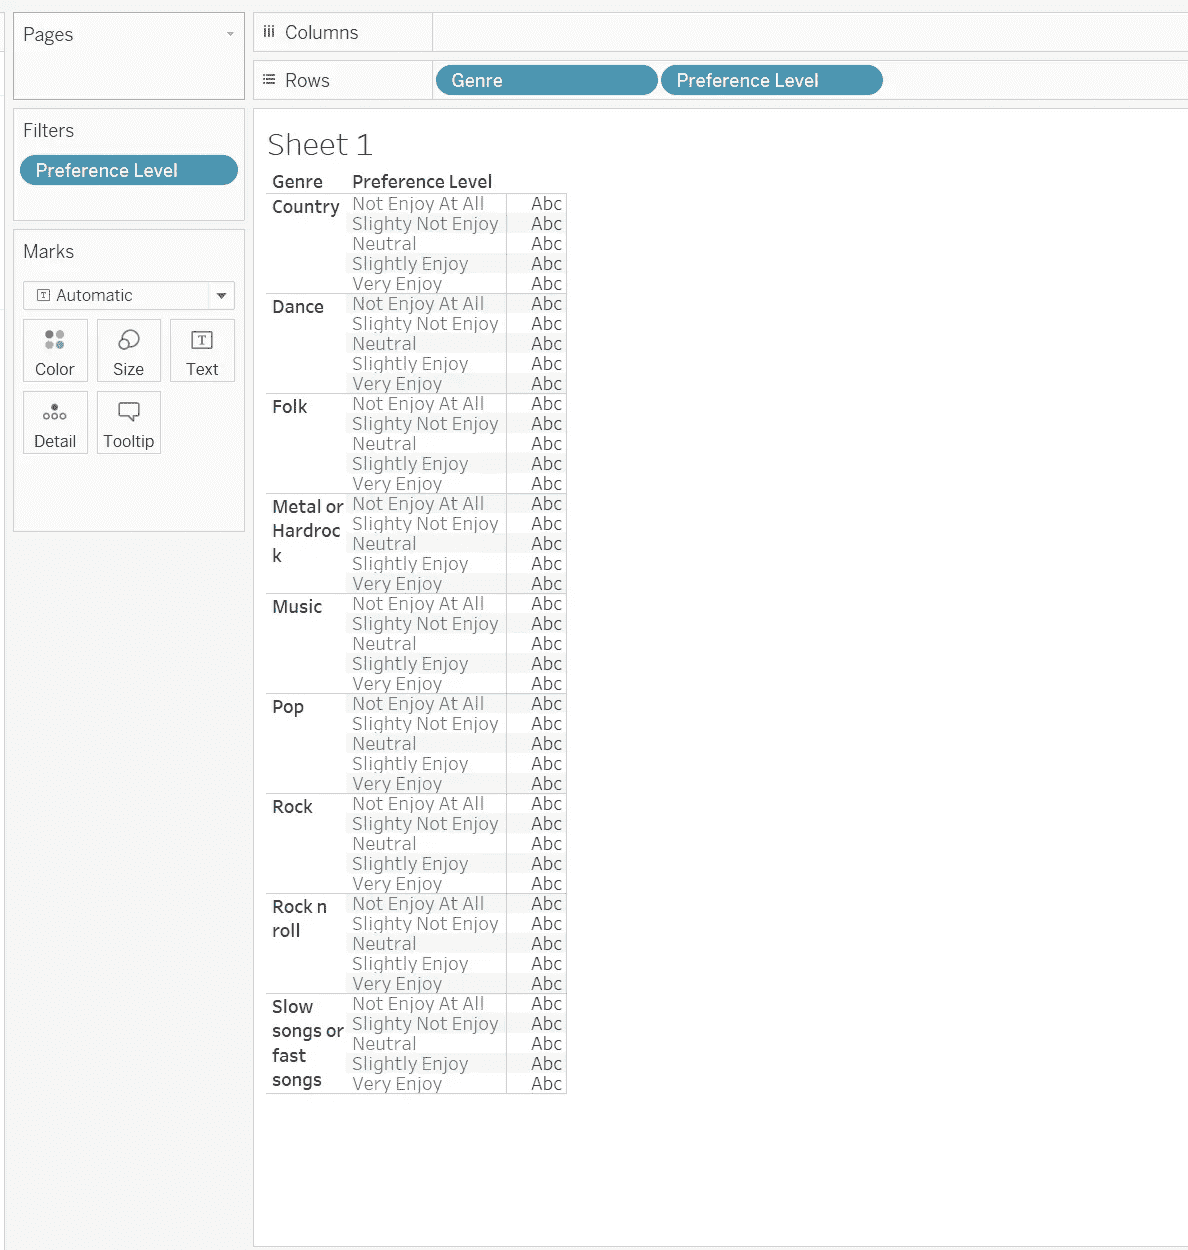 Pages
Columns
Rows
Genre
Preference Level
Filters
Preference Level
Marks
Automatic
Color
Size
Text
Detail
Tooltip
Sheet 1
Genre Preference Level
Country Not Enjoy At All Abc
Slighty Not Enjoy Abc
Neutral Abc
Slightly Enjoy Abc
Very Enjoy Abc
Dance Not Enjoy At All Abc
Slighty Not Enjoy Abc
Neutral Abc
Slightly Enjoy Abc
Very Enjoy Abc
Folk Not Enjoy At All Abc
Slighty Not Enjoy Abc
Neutral Abc
Slightly Enjoy Abc
Very Enjoy Abc
Metal or Not Enjoy At All Abc
Hardroc Slighty Not Enjoy Abc
k Neutral Abc
Slightly Enjoy Abc
Very Enjoy Abc
Music Not Enjoy At All Abc
Slighty Not Enjoy Abc
Neutral Abc
Slightly Enjoy Abc
Very Enjoy Abc
Pop Not Enjoy At All Abc
Slighty Not Enjoy Abc
Neutral Abc
Slightly Enjoy Abc
Very Enjoy Abc
Rock Not Enjoy At All Abc
Slighty Not Enjoy Abc
Neutral Abc
Slightly Enjoy Abc
Very Enjoy Abc
Rock n Not Enjoy At All Abc
roll Slighty Not Enjoy Abc
Neutral Abc
Slightly Enjoy Abc
Very Enjoy Abc
Slow Not Enjoy At All Abc
songs or Slighty Not Enjoy Abc
fast Neutral Abc
songs Slightly Enjoy Abc
Very Enjoy Abc